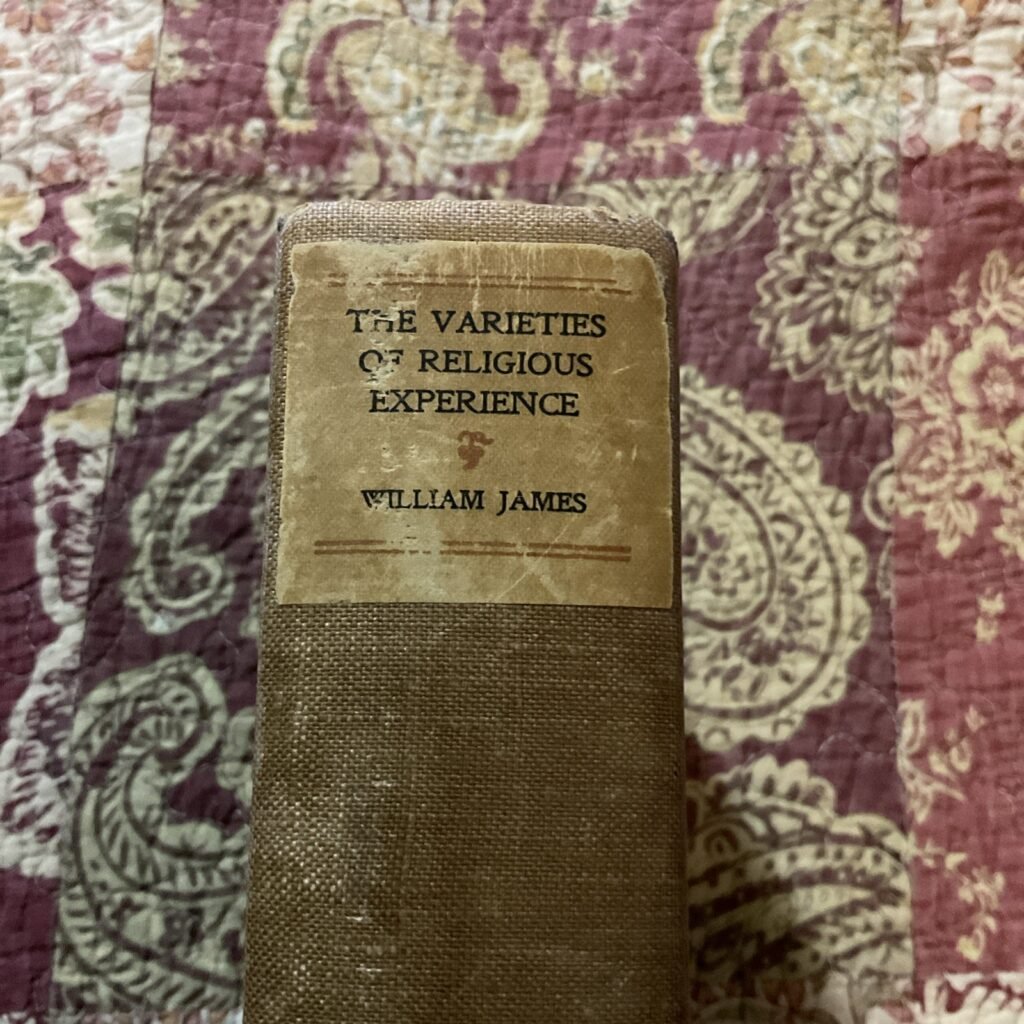 THE VARIETIES
OF RELIGIOUS
EXPERIENCE
WILLIAM JAMES